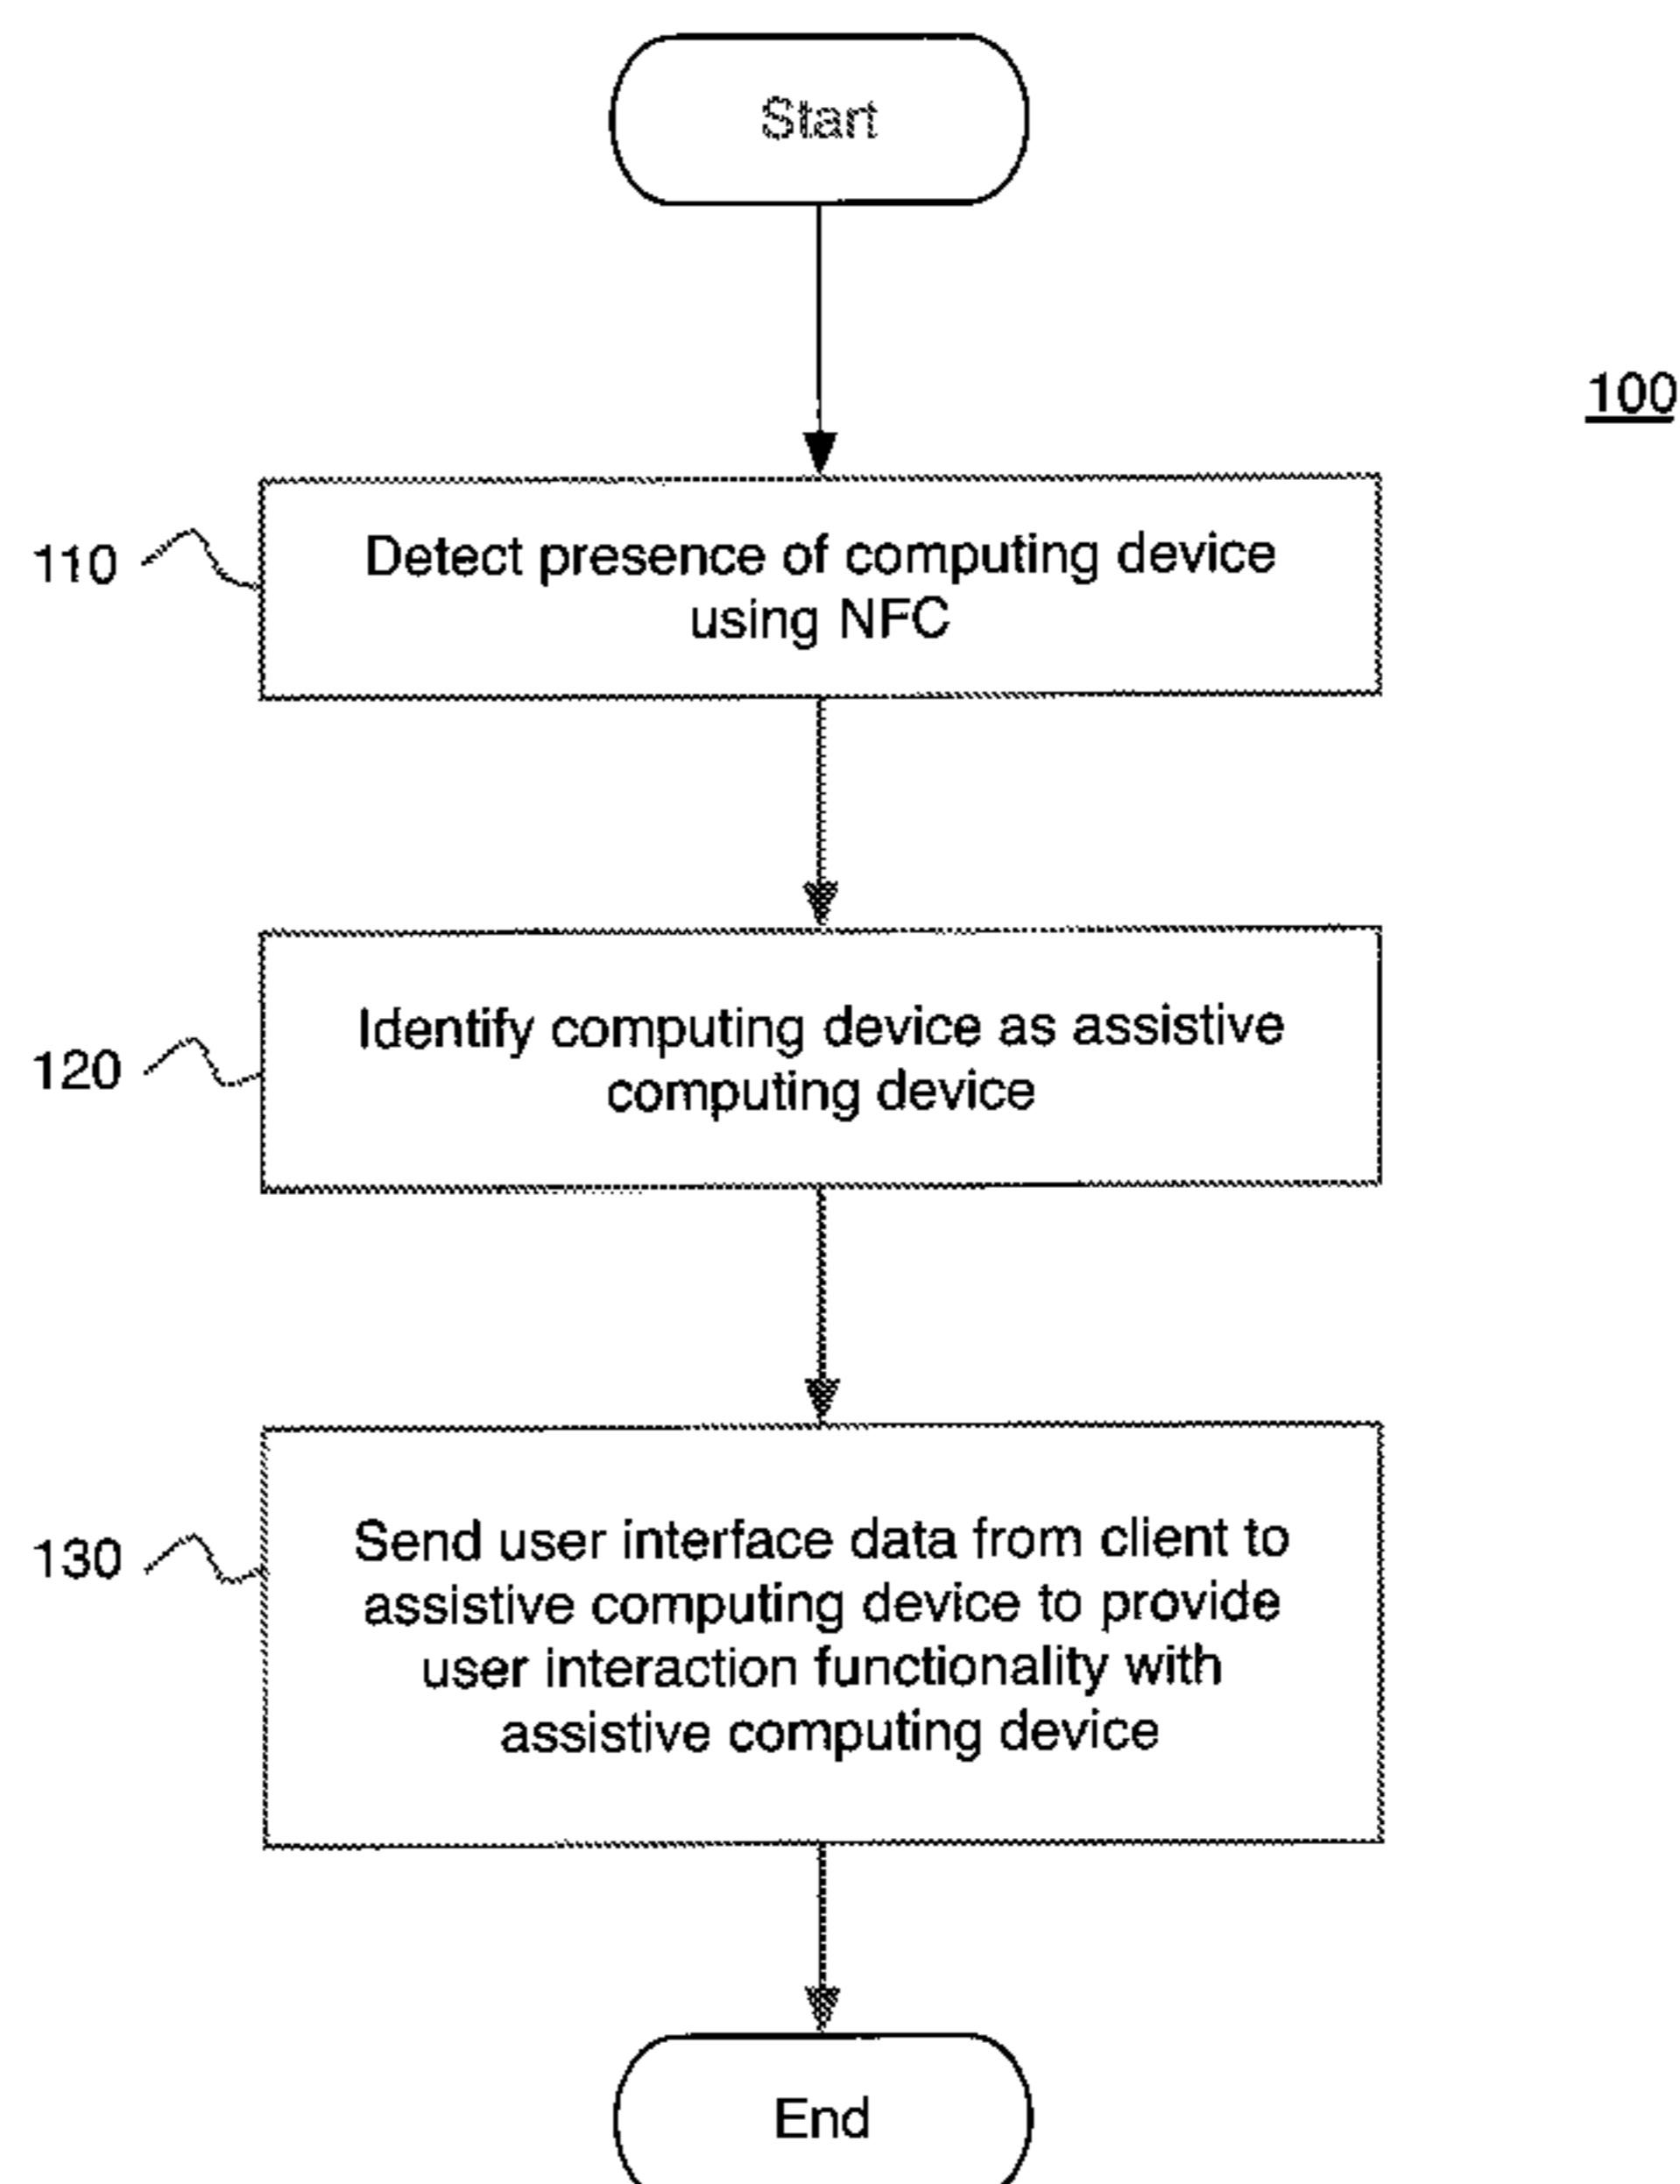 Start
100
110
Detect presence of computing device
using NFC
120
Identify computing device as assistive
computing device
130
Send user interface data from client to
assistive computing device to provide
user interaction functionality with
assistive computing device
End